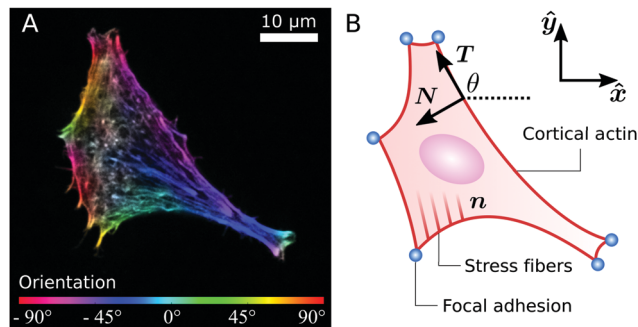 A
10 μm
Orientation
- 90°
- 45°
0°
45°
90°
B
ŷ
x̂
T
N
θ
n
Cortical actin
Stress fibers
Focal adhesion